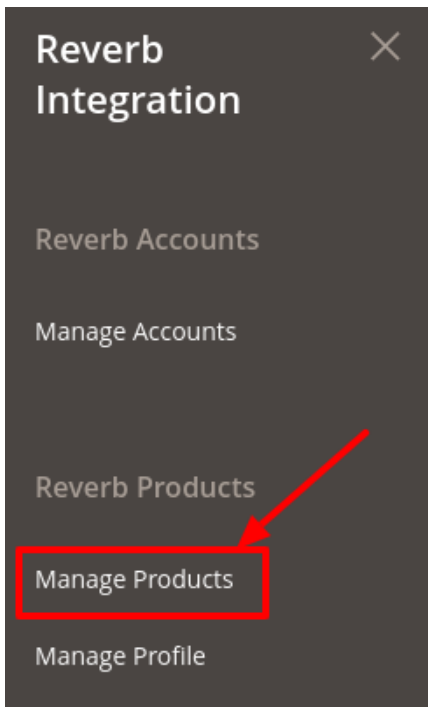 Reverb
Integration
Reverb Accounts
Manage Accounts
Reverb Products
Manage Products
Manage Profile